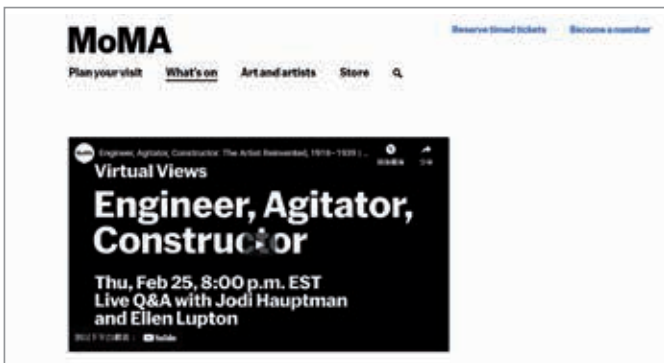 MoMA
Reserve timed tickets Become a member
Plan your visit What's on Art and artists Store
Engineer, Agitator, Constructor: The Artist Reinvented, 1918–1939 | ...
Virtual Views
Engineer, Agitator,
Constructor
Thu, Feb 25, 8:00 p.m. EST
Live Q&A with Jodi Hauptman
and Ellen Lupton
YouTube